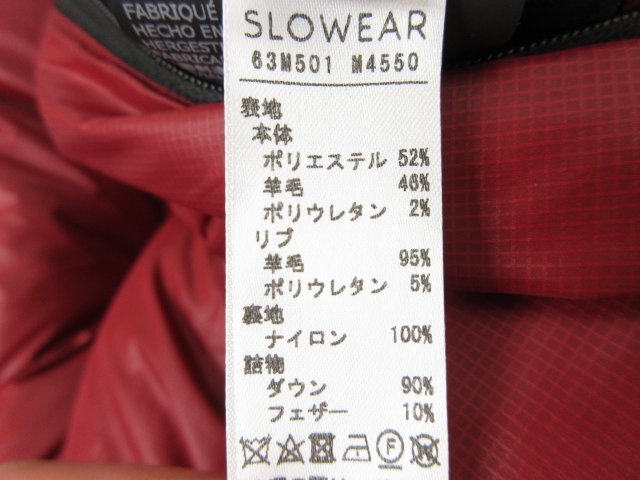 FABRIQUÉ
HECHO EN
HERGEST
FABRICA
SLOWEAR
63M501 M4550
表地
本体
ポリエステル 52%
羊毛 46%
ポリウレタン 2%
リブ
羊毛 95%
ポリウレタン 5%
裏地
ナイロン 100%
詰物
ダウン 90%
フェザー 10%
F W